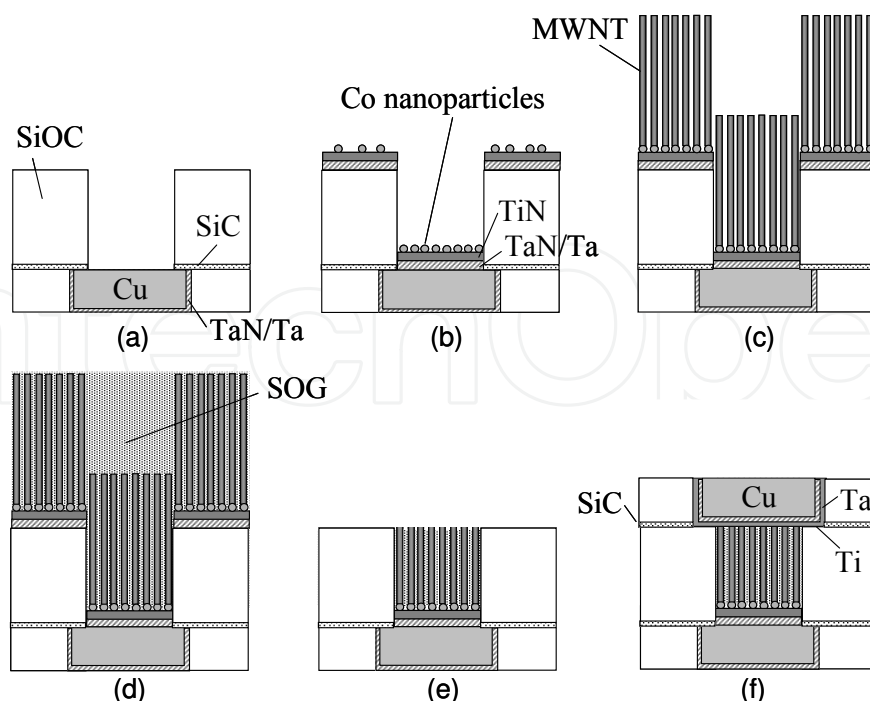 SiOC
SiC
Cu
TaN/Ta
(a)
Co nanoparticles
TiN
TaN/Ta
(b)
MWNT
(c)
SOG
(d)
(e)
SiC
Cu
Ta
Ti
(f)